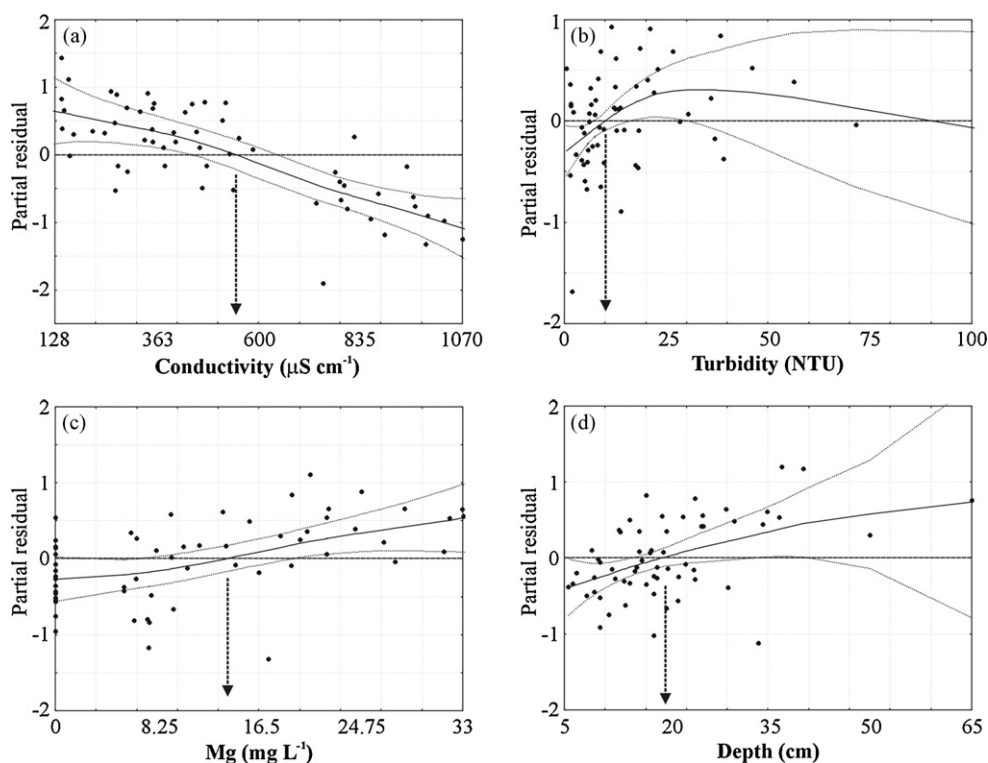 (a)
Partial residual
2
1
0
-1
-2
128 363 600 835 1070
Conductivity (µS cm⁻¹)
(b)
Partial residual
1
0
-1
-2
0 25 50 75 100
Turbidity (NTU)
(c)
Partial residual
2
1
0
-1
-2
0 8.25 16.5 24.75 33
Mg (mg L⁻¹)
(d)
Partial residual
2
1
0
-1
-2
5 20 35 50 65
Depth (cm)